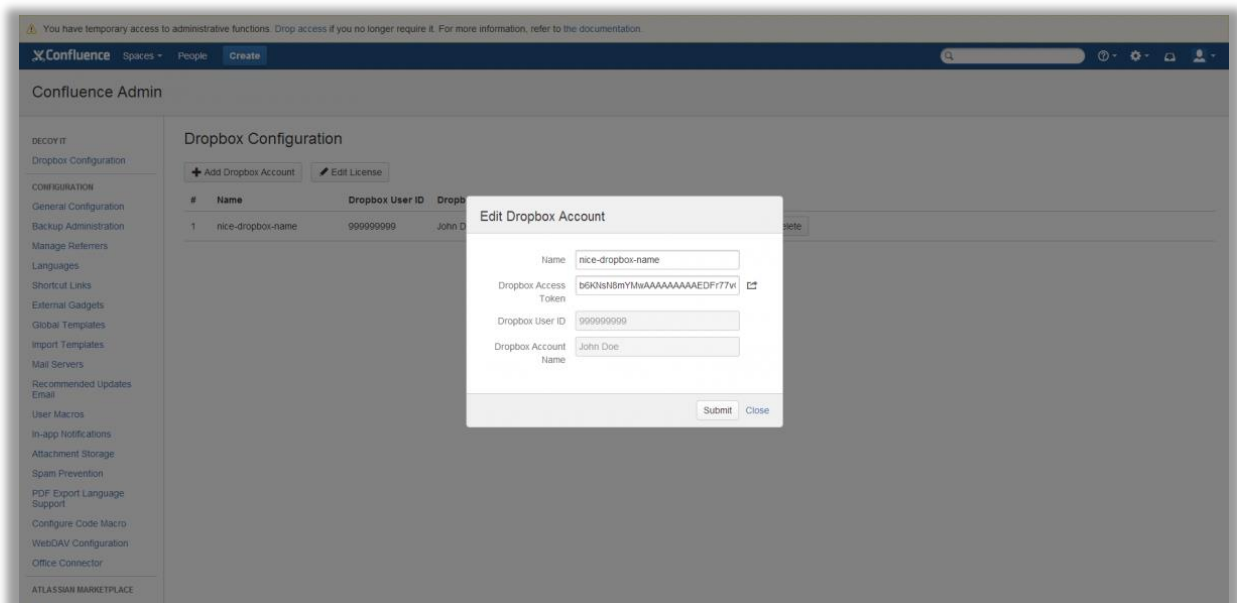 You have temporary access to administrative functions. Drop access if you no longer require it. For more information, refer to the documentation.
Confluence Spaces People Create
Confluence Admin
DECOY IT
Dropbox Configuration
CONFIGURATION
General Configuration
Backup Administration
Manage Referrers
Languages
Shortcut Links
External Gadgets
Global Templates
Import Templates
Mail Servers
Recommended Updates
Email
User Macros
In-app Notifications
Attachment Storage
Spam Prevention
PDF Export Language
Support
Configure Code Macro
WebDAV Configuration
Office Connector
ATLASSIAN MARKETPLACE
Dropbox Configuration
Add Dropbox Account Edit License
# Name Dropbox User ID Dropb
1 nice-dropbox-name 999999999 John D elete
Edit Dropbox Account
Name nice-dropbox-name
Dropbox Access b6KNsN8mYMwAAAAAAAAAEDFr77v
Token
Dropbox User ID 999999999
Dropbox Account John Doe
Name
Submit Close